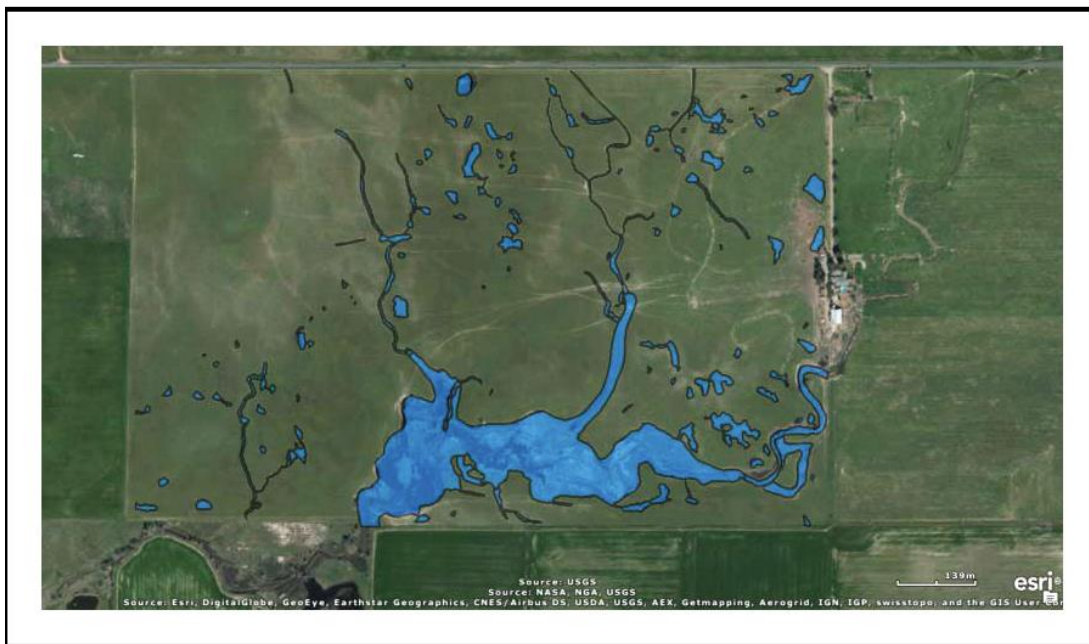 Source: USGS
Source: NASA, NGA, USGS
Source: Esri, DigitalGlobe, GeoEye, Earthstar Geographics, CNES/Airbus DS, USDA, USGS, AEX, Getmapping, Aerogrid, IGN, IGP, swisstopo, and the GIS User
139m
esri